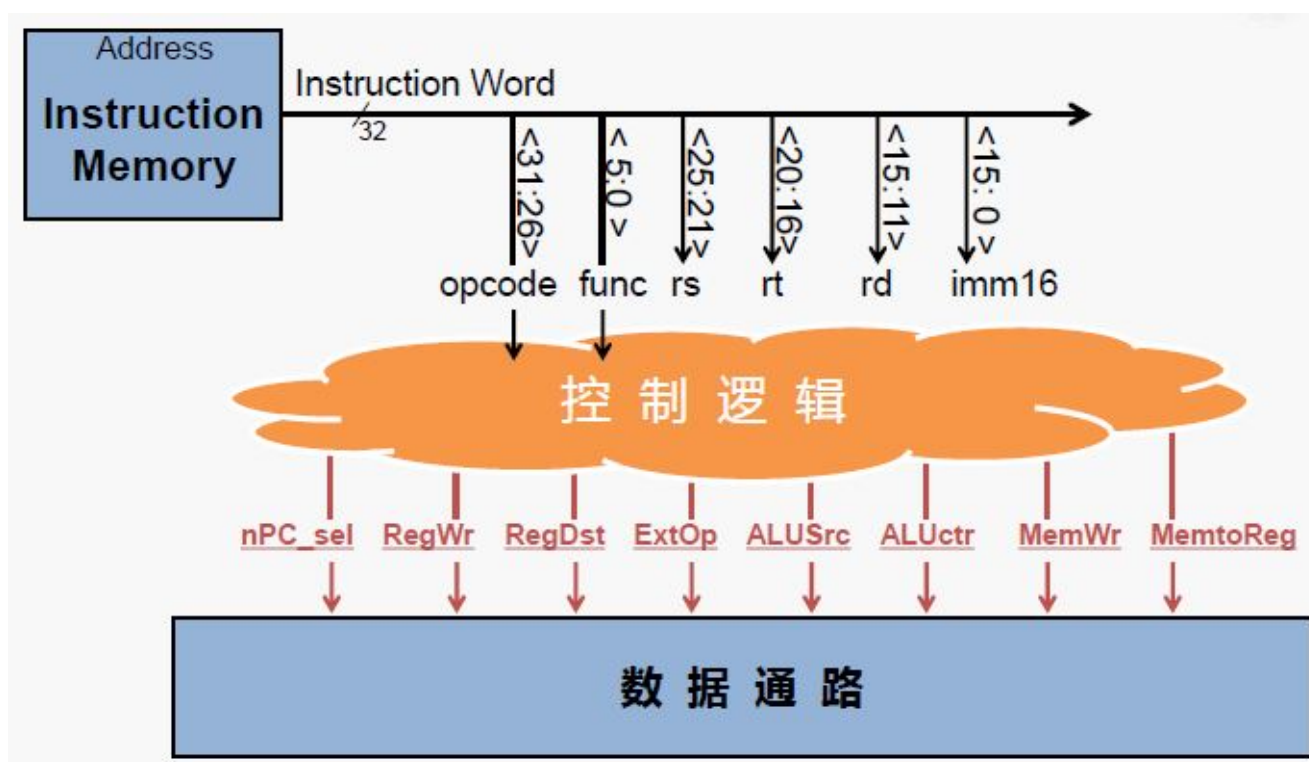 Address
Instruction
Memory
Instruction Word
32
<31:26>
< 5:0 >
<25:21>
<20:16>
<15:11>
<15: 0 >
opcode func rs rt rd imm16
控 制 逻 辑
nPC_sel RegWr RegDst ExtOp ALUSrc ALUctr MemWr MemtoReg
数 据 通 路